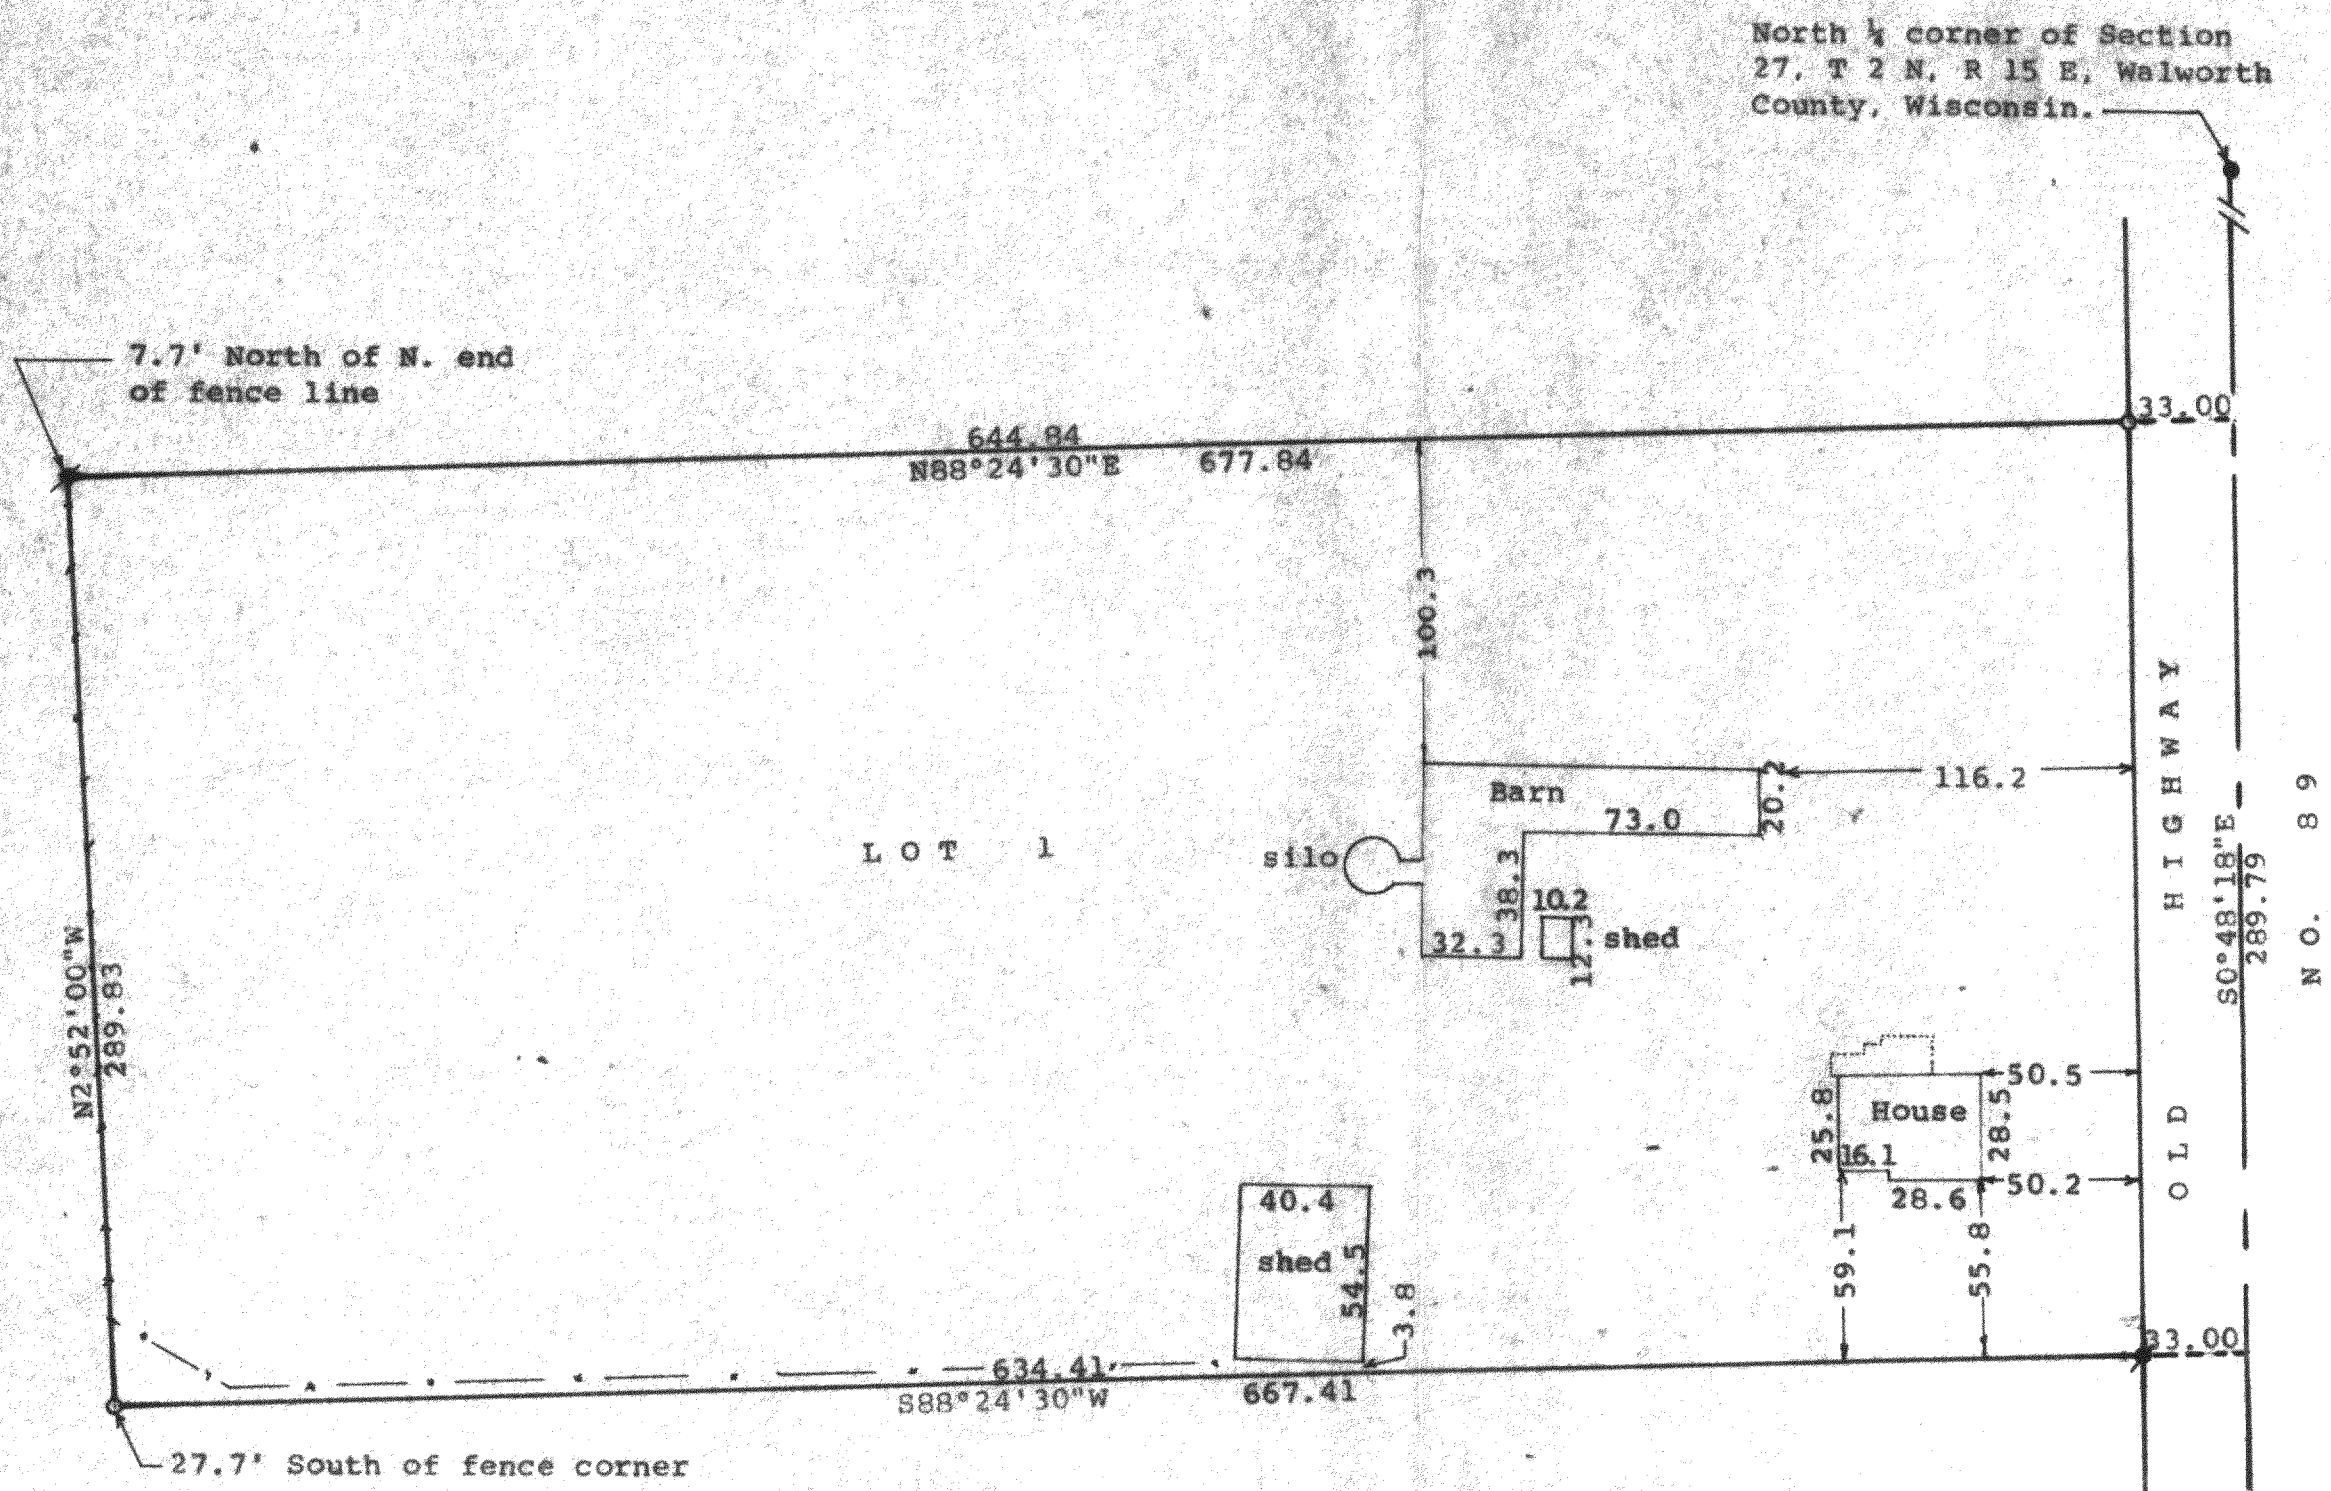 North ¼ corner of Section
27, T 2 N, R 15 E, Walworth
County, Wisconsin.
7.7' North of N. end
of fence line
33.00
644.84
N88°24'30"E 677.84
100.3
116.2
Barn
20.2
73.0
LOT 1
silo
38.3
10.2
32.3
12.3
shed
N2°52'00"W
289.83
OLD HIGHWAY
S0°48'18"E
289.79
NO. 89
50.5
25.8
House
28.5
16.1
50.2
28.6
40.4
59.1
55.8
shed
54.5
3.8
33.00
634.41
S88°24'30"W 667.41
27.7' South of fence corner